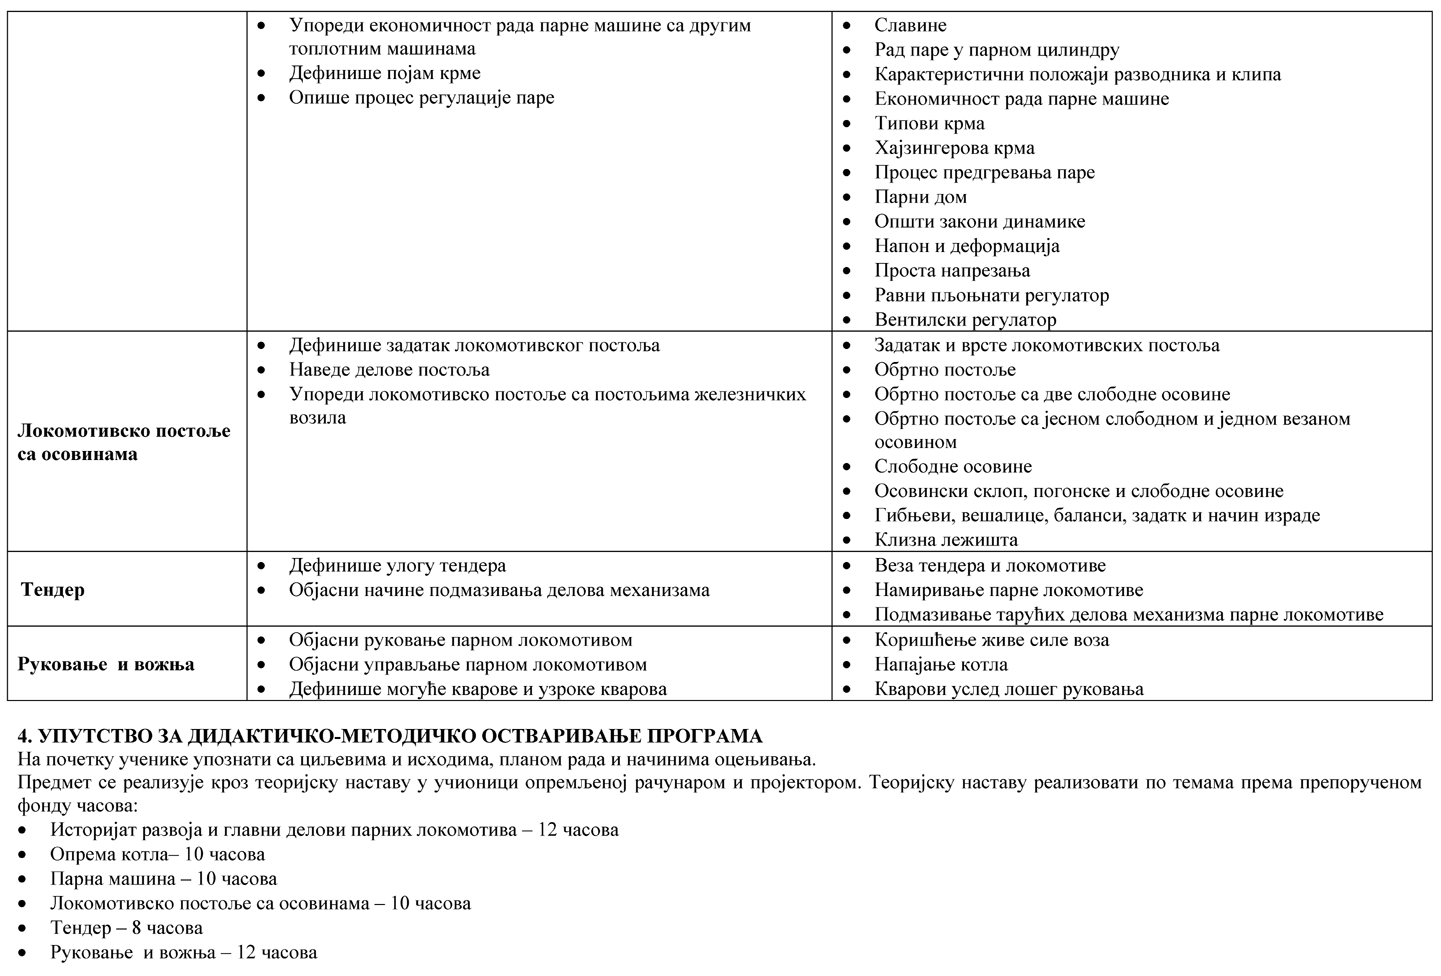 • Упореди економичност рада парне машине са другим
топлотним машинама
• Дефинише појам крме
• Опише процес регулације паре
• Славине
• Рад паре у парном цилиндру
• Карактеристични положаји разводника и клипа
• Економичност рада парне машине
• Типови крма
• Хајзингерова крма
• Процес предгревања паре
• Парни дом
• Општи закони динамике
• Напон и деформација
• Проста напрезања
• Равни пљоњнати регулатор
• Вентилски регулатор
Локомотивско постоље
са осовинама
• Дефинише задатак локомотивског постоља
• Наведе делове постоља
• Упореди локомотивско постоље са постољима железничких
возила
• Задатак и врсте локомотивских постоља
• Обртно постоље
• Обртно постоље са две слободне осовине
• Обртно постоље са јесном слободном и једном везаном
осовином
• Слободне осовине
• Осовински склоп, погонске и слободне осовине
• Гибњеви, вешалице, баланси, задатк и начин израде
• Клизна лежишта
Тендер
• Дефинише улогу тендера
• Објасни начине подмазивања делова механизама
• Веза тендера и локомотиве
• Намиривање парне локомотиве
• Подмазивање тарућих делова механизма парне локомотиве
Руковање и вожња
• Објасни руковање парном локомотивом
• Објасни управљање парном локомотивом
• Дефинише могуће кварове и узроке кварова
• Коришћење живе силе воза
• Напајање котла
• Кварови услед лошег руковања
4. УПУТСТВО ЗА ДИДАКТИЧКО-МЕТОДИЧКО ОСТВАРИВАЊЕ ПРОГРАМА
На почетку ученике упознати са циљевима и исходима, планом рада и начинима оцењивања.
Предмет се реализује кроз теоријску наставу у учионици опремљеној рачунаром и пројектором. Теоријску наставу реализовати по темама према препорученом
фонду часова:
• Историјат развоја и главни делови парних локомотива – 12 часова
• Опрема котла– 10 часова
• Парна машина – 10 часова
• Локомотивско постоље са осовинама – 10 часова
• Тендер – 8 часова
• Руковање и вожња – 12 часова